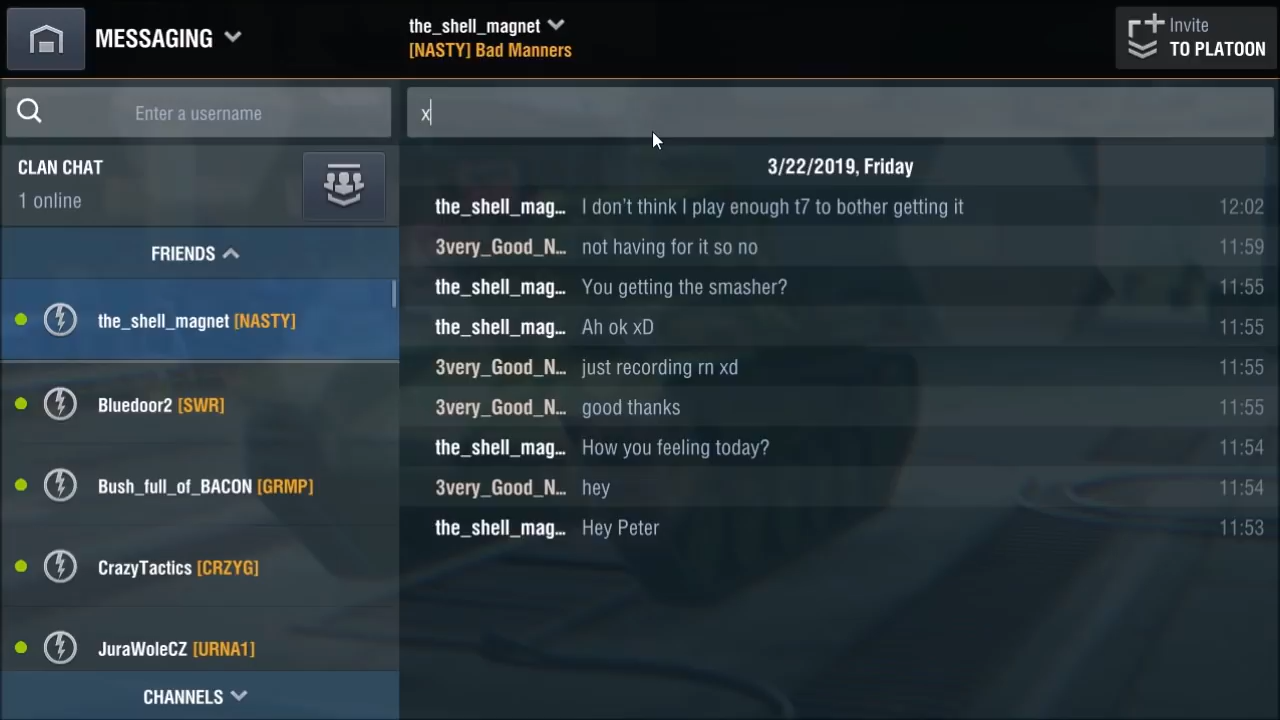 MESSAGING
the_shell_magnet
[NASTY] Bad Manners
Invite
TO PLATOON
Enter a username
x
CLAN CHAT
1 online
FRIENDS
the_shell_magnet [NASTY]
Bluedoor2 [SWR]
Bush_full_of_BACON [GRMP]
CrazyTactics [CRZYG]
JuraWoleCZ [URNA1]
CHANNELS
3/22/2019, Friday
the_shell_mag... I don't think I play enough t7 to bother getting it 12:02
3very_Good_N... not having for it so no 11:59
the_shell_mag... You getting the smasher? 11:55
the_shell_mag... Ah ok xD 11:55
3very_Good_N... just recording rn xd 11:55
3very_Good_N... good thanks 11:55
the_shell_mag... How you feeling today? 11:54
3very_Good_N... hey 11:54
the_shell_mag... Hey Peter 11:53